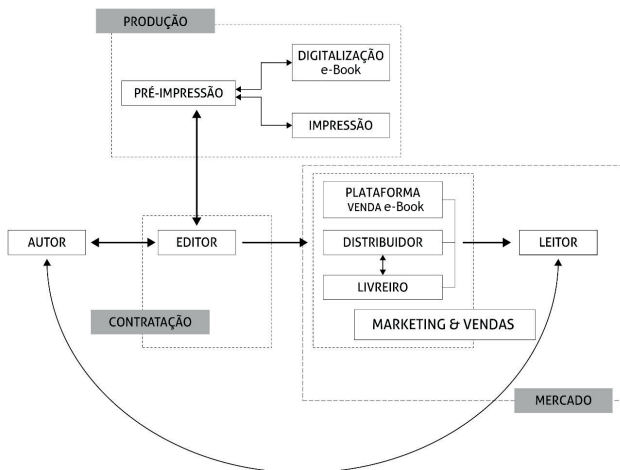 PRODUÇÃO
DIGITALIZAÇÃO
e-Book
PRÉ-IMPRESSÃO
IMPRESSÃO
PLATAFORMA
VENDA e-Book
AUTOR
EDITOR
DISTRIBUIDOR
LEITOR
LIVREIRO
CONTRATAÇÃO
MARKETING & VENDAS
MERCADO